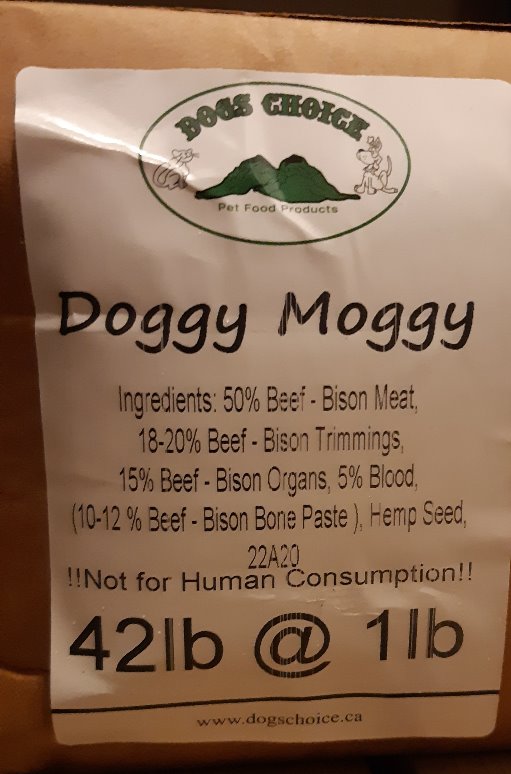 DOGS CHOICE
Pet Food Products
Doggy Moggy
Ingredients: 50% Beef - Bison Meat,
18-20% Beef - Bison Trimmings,
15% Beef - Bison Organs, 5% Blood,
(10-12 % Beef - Bison Bone Paste ), Hemp Seed,
22A20
!!Not for Human Consumption!!
42lb @ 1lb
www.dogschoice.ca